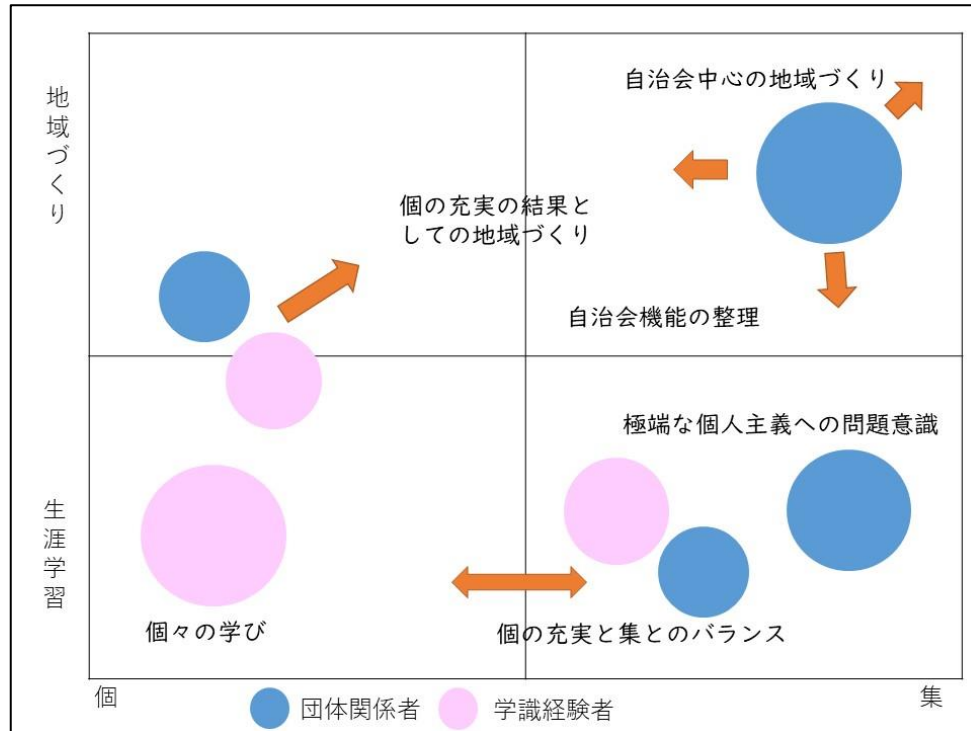 地域づくり
自治会中心の地域づくり
個の充実の結果と
しての地域づくり
自治会機能の整理
極端な個人主義への問題意識
生涯学習
個々の学び
個の充実と集とのバランス
個
集
団体関係者
学識経験者